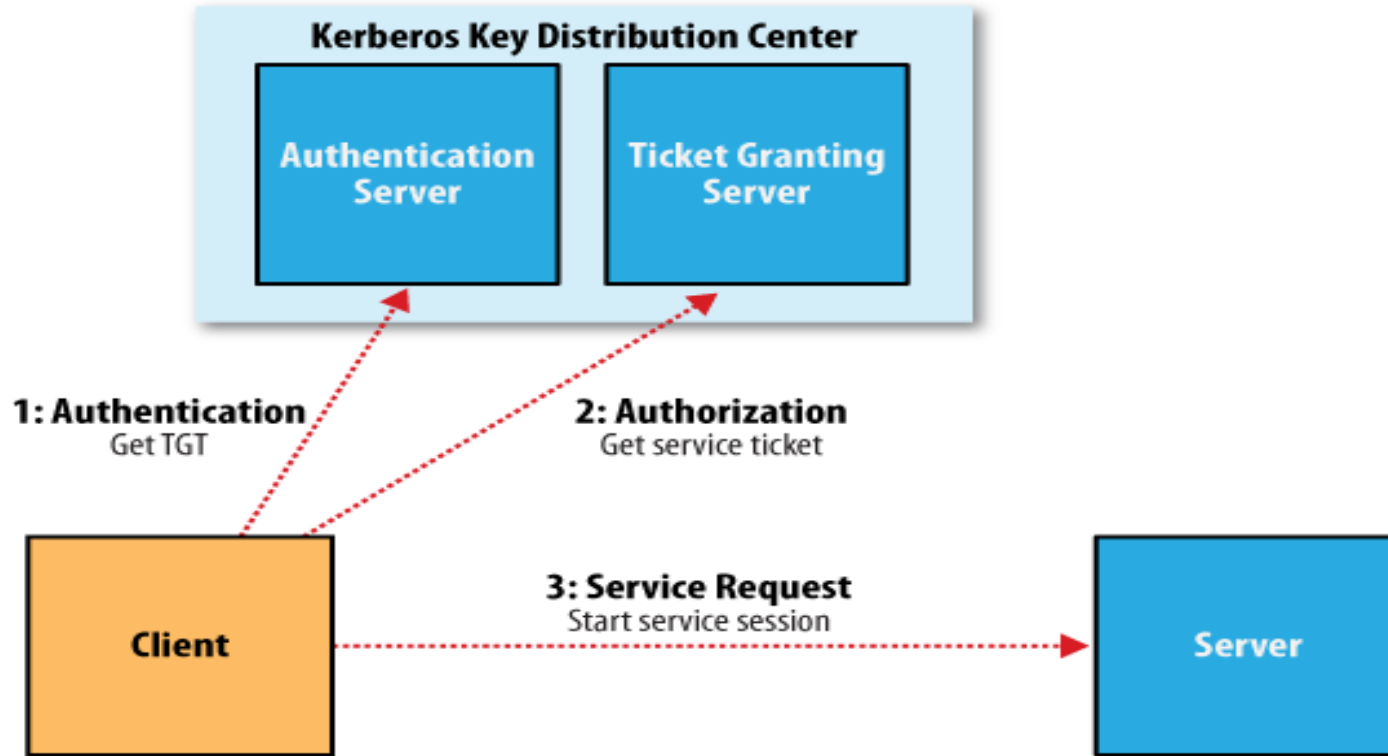 Kerberos Key Distribution Center
Authentication
Server
Ticket Granting
Server
1: Authentication
Get TGT
2: Authorization
Get service ticket
3: Service Request
Start service session
Client
Server